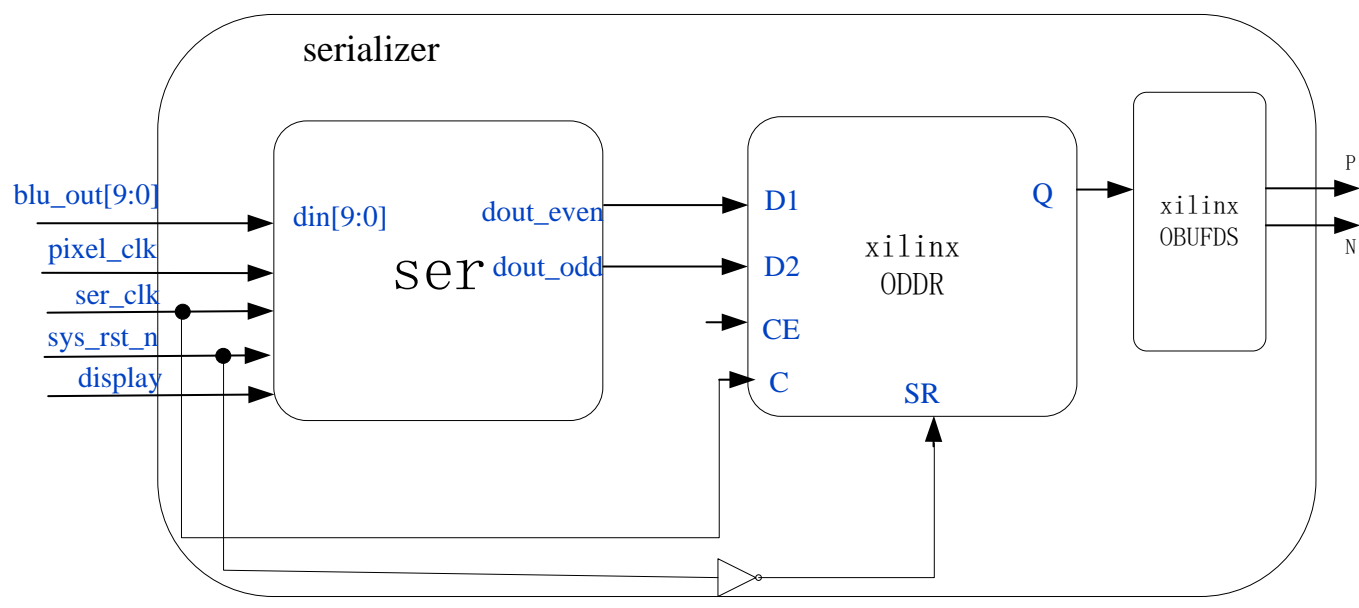 serializer
blu_out[9:0]
pixel_clk
ser_clk
sys_rst_n
display
din[9:0]
ser
dout_even
dout_odd
D1
D2
CE
C
SR
Q
xilinx
ODDR
xilinx
OBUFDS
P
N